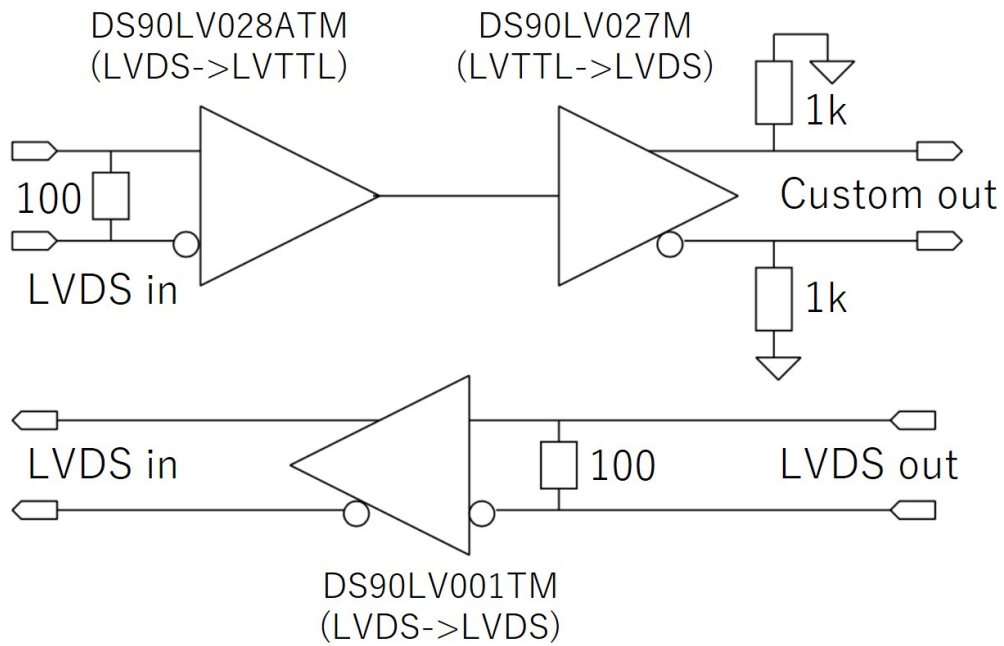 DS90LV028ATM
(LVDS->LVTTL)
DS90LV027M
(LVTTL->LVDS)
1k
100
Custom out
LVDS in
1k
LVDS in
100
LVDS out
DS90LV001TM
(LVDS->LVDS)